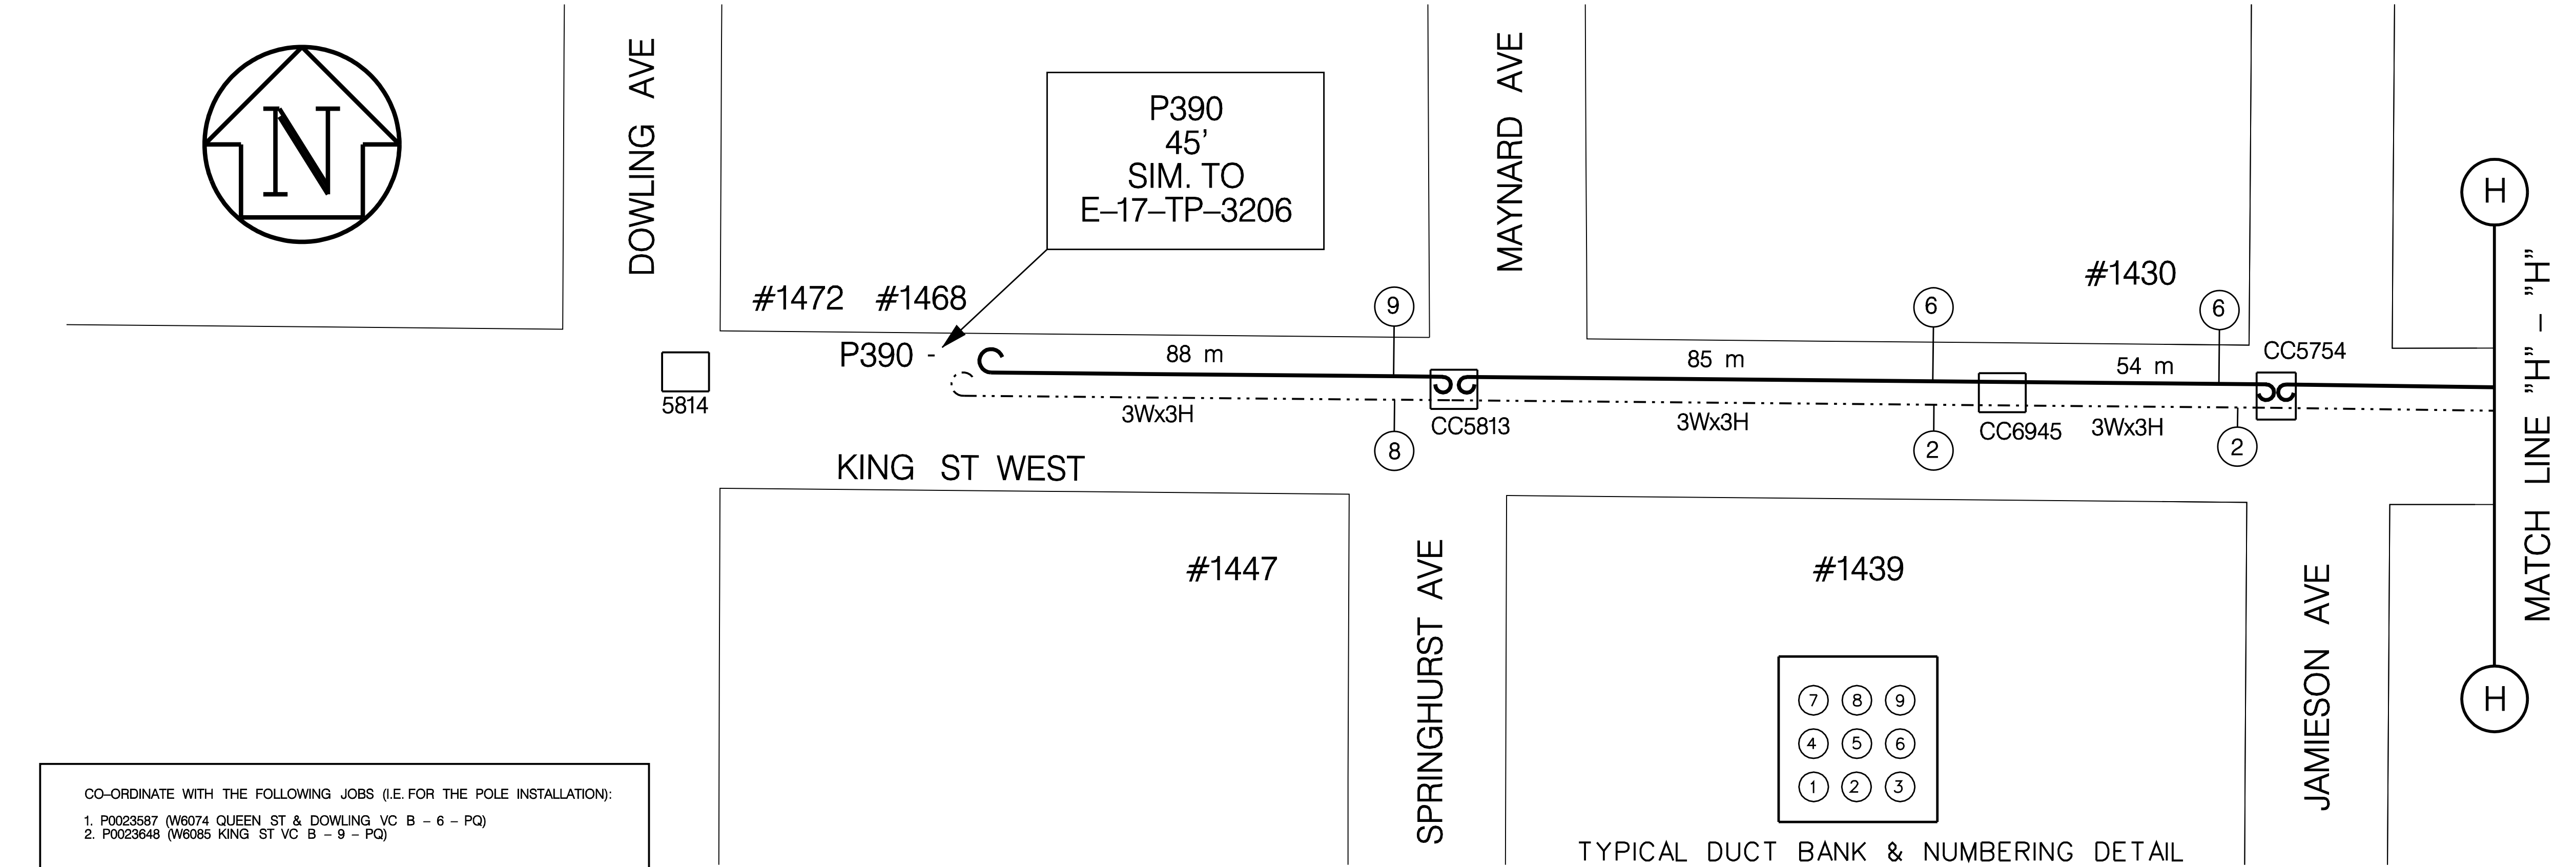 N
DOWLING AVE
P390
45’
SIM. TO
E–17–TP–3206
MAYNARD AVE
H
#1430
#1472 #1468
9
6
6
P390 -
88 m
85 m
54 m
CC5754
5814
3Wx3H
CC5813
3Wx3H
CC6945
3Wx3H
8
2
2
KING ST WEST
MATCH LINE "H" – "H"
#1447
SPRINGHURST AVE
#1439
JAMIESON AVE
H
7 8 9
4 5 6
1 2 3
TYPICAL DUCT BANK & NUMBERING DETAIL
CO–ORDINATE WITH THE FOLLOWING JOBS (I.E. FOR THE POLE INSTALLATION):
1. P0023587 (W6074 QUEEN ST & DOWLING VC B – 6 – PQ)
2. P0023648 (W6085 KING ST VC B – 9 – PQ)